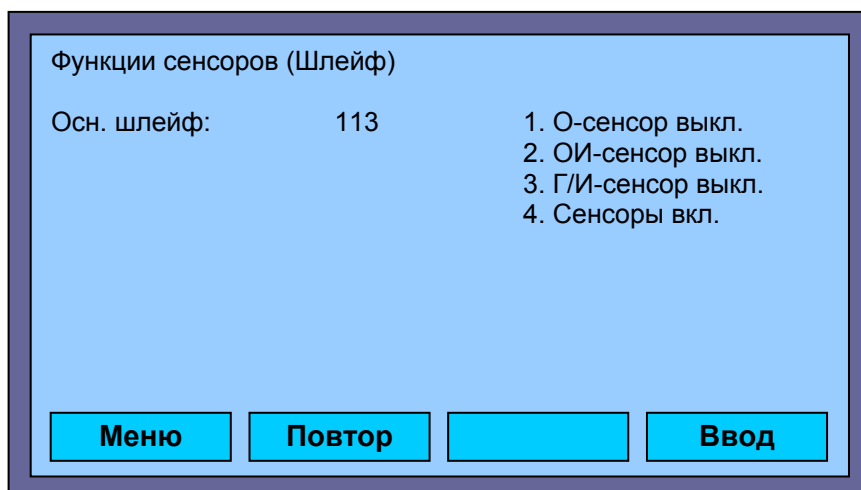 Функции сенсоров (Шлейф)
Осн. шлейф: 113 1. О-сенсор выкл.
2. ОИ-сенсор выкл.
3. Г/И-сенсор выкл.
4. Сенсоры вкл.
Меню Повтор Ввод